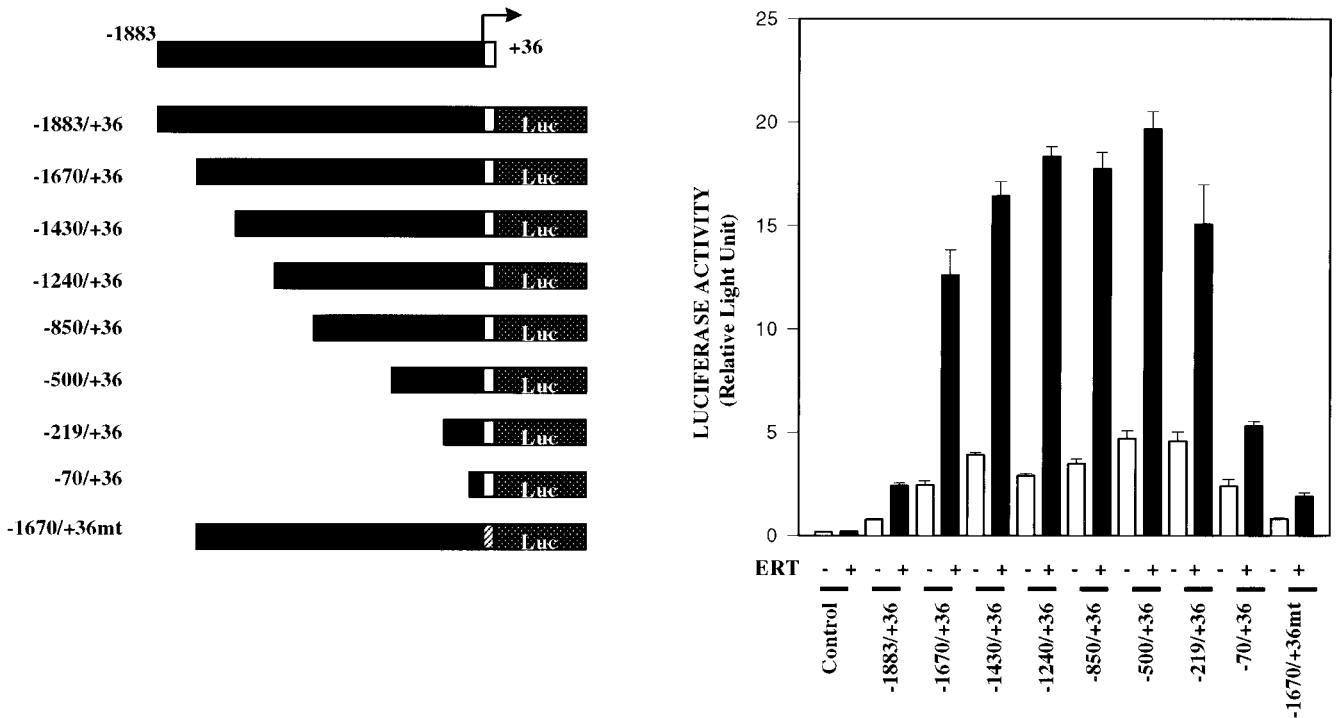 -1883
+36
-1883/+36 Luc
-1670/+36 Luc
-1430/+36 Luc
-1240/+36 Luc
-850/+36 Luc
-500/+36 Luc
-219/+36 Luc
-70/+36 Luc
-1670/+36mt Luc
LUCIFERASE ACTIVITY
(Relative Light Unit)
25
20
15
10
5
0
ERT - + - + - + - + - + - + - + - + - + - +
Control
-1883/+36
-1670/+36
-1430/+36
-1240/+36
-850/+36
-500/+36
-219/+36
-70/+36
-1670/+36mt